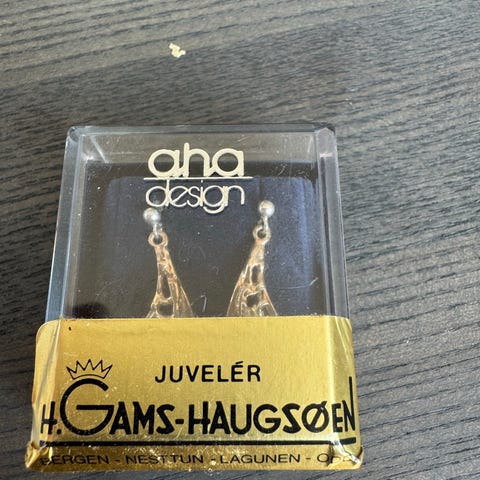 aha
design
JUVELÉR
H.GAMS-HAUGSØEN
BERGEN - NESTTUN - LAGUNEN -